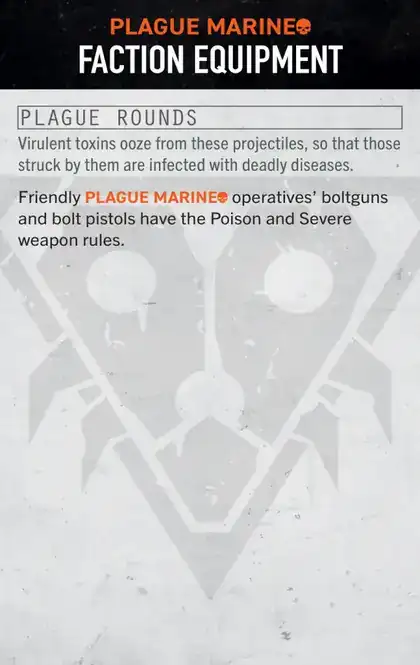 PLAGUE MARINE
FACTION EQUIPMENT
PLAGUE ROUNDS
Virulent toxins ooze from these projectiles, so that those
struck by them are infected with deadly diseases.
Friendly PLAGUE MARINE operatives’ boltguns
and bolt pistols have the Poison and Severe
weapon rules.